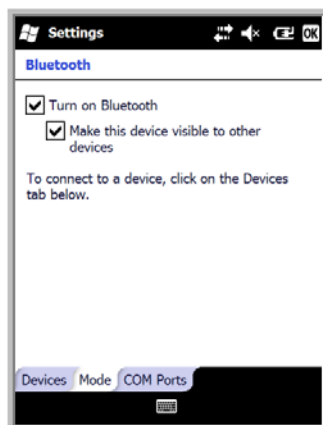 Settings
OK
Bluetooth
Turn on Bluetooth
Make this device visible to other
devices
To connect to a device, click on the Devices
tab below.
Devices Mode COM Ports